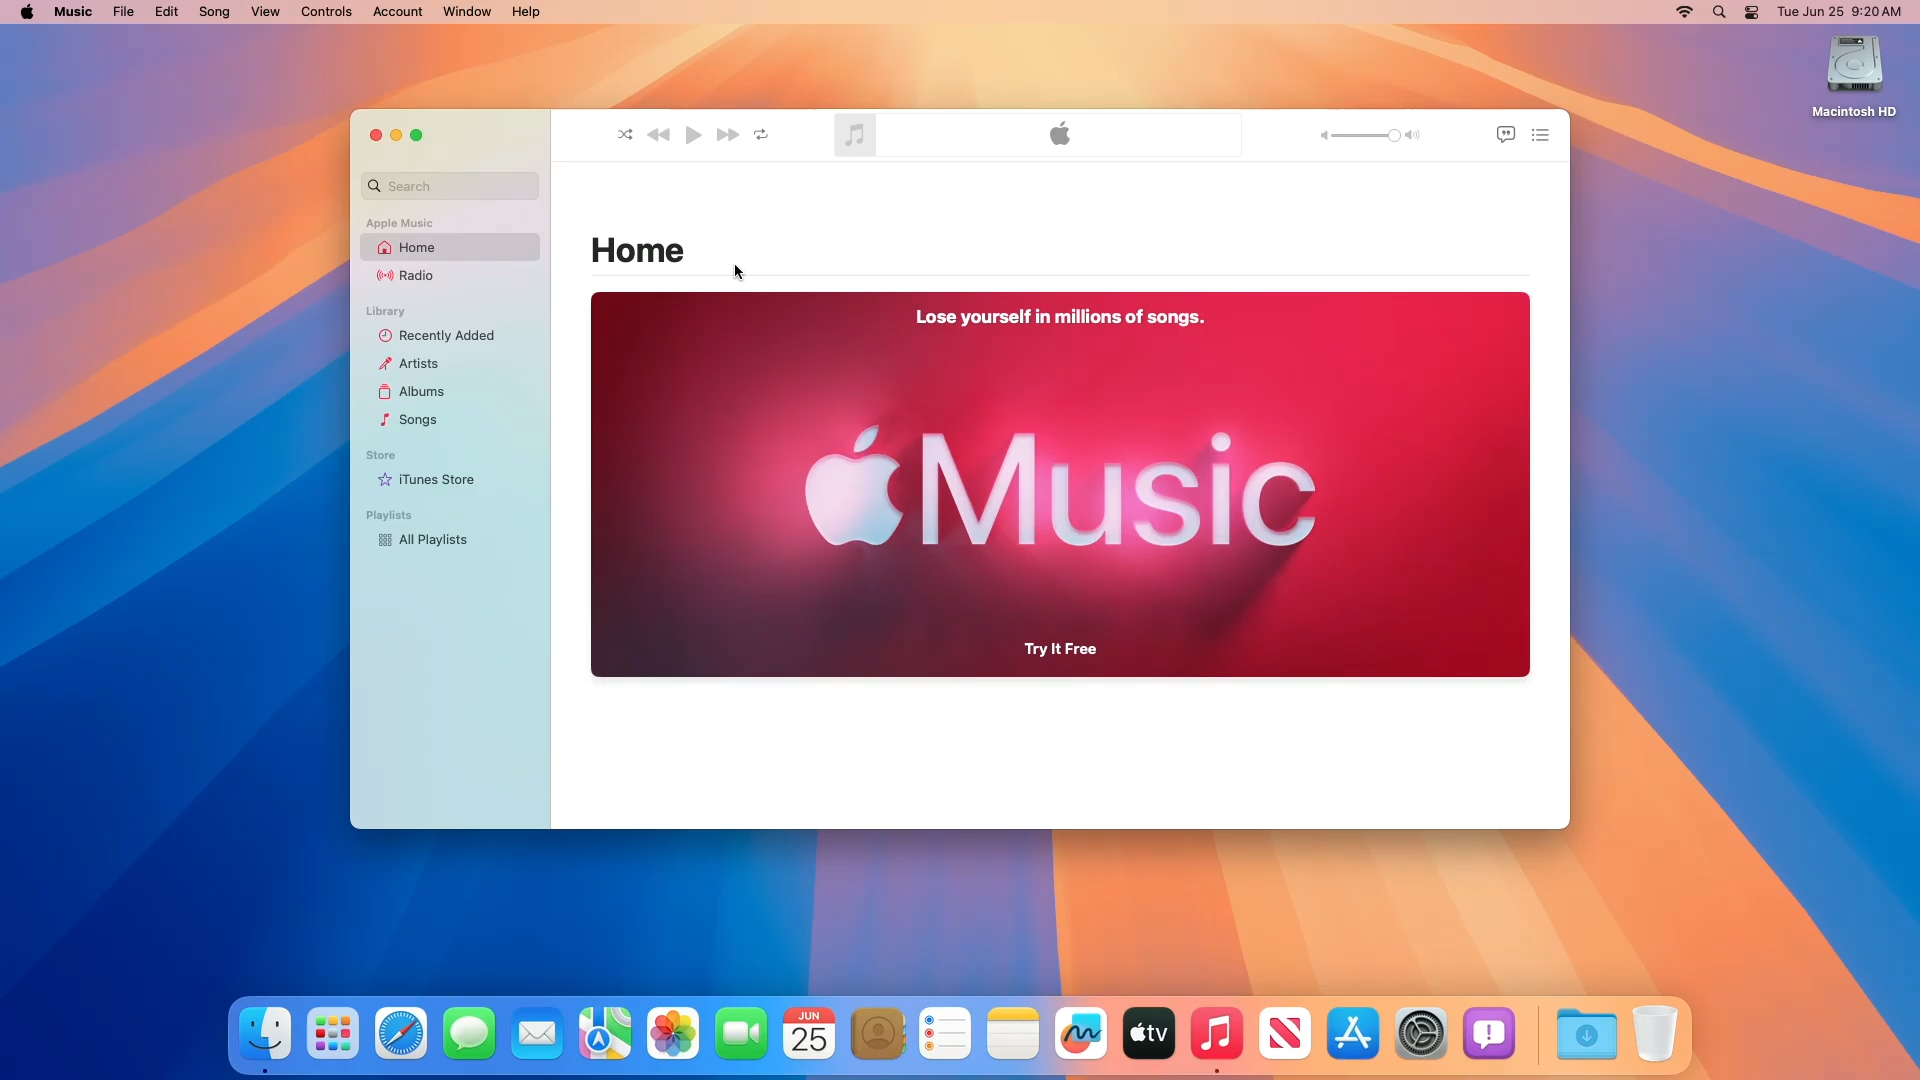 Music File Edit Song View Controls Account Window Help
Tue Jun 25 9:20 AM
Macintosh HD
Search
Apple Music
Home
Radio
Library
Recently Added
Artists
Albums
Songs
Store
iTunes Store
Playlists
All Playlists
Home
Lose yourself in millions of songs.
Music
Try It Free
JUN
25
tv